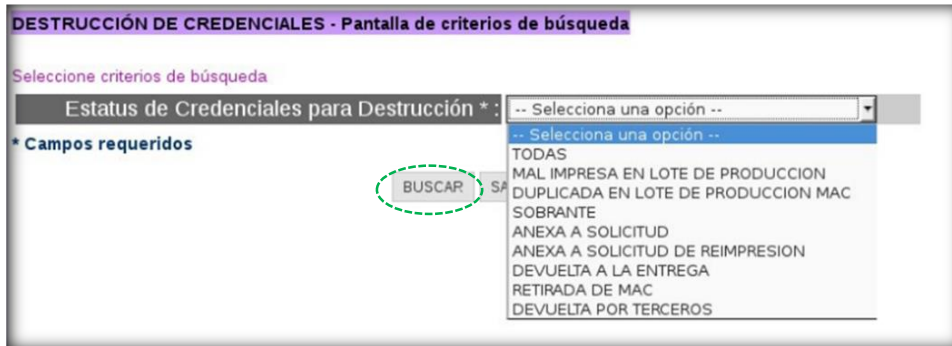 DESTRUCCIÓN DE CREDENCIALES - Pantalla de criterios de búsqueda
Seleccione criterios de búsqueda
Estatus de Credenciales para Destrucción * : -- Selecciona una opción --
* Campos requeridos
-- Selecciona una opción --
TODAS
MAL IMPRESA EN LOTE DE PRODUCCION
DUPLICADA EN LOTE DE PRODUCCION MAC
SOBRANTE
ANEXA A SOLICITUD
ANEXA A SOLICITUD DE REIMPRESION
DEVUELTA A LA ENTREGA
RETIRADA DE MAC
DEVUELTA POR TERCEROS
BUSCAR SA